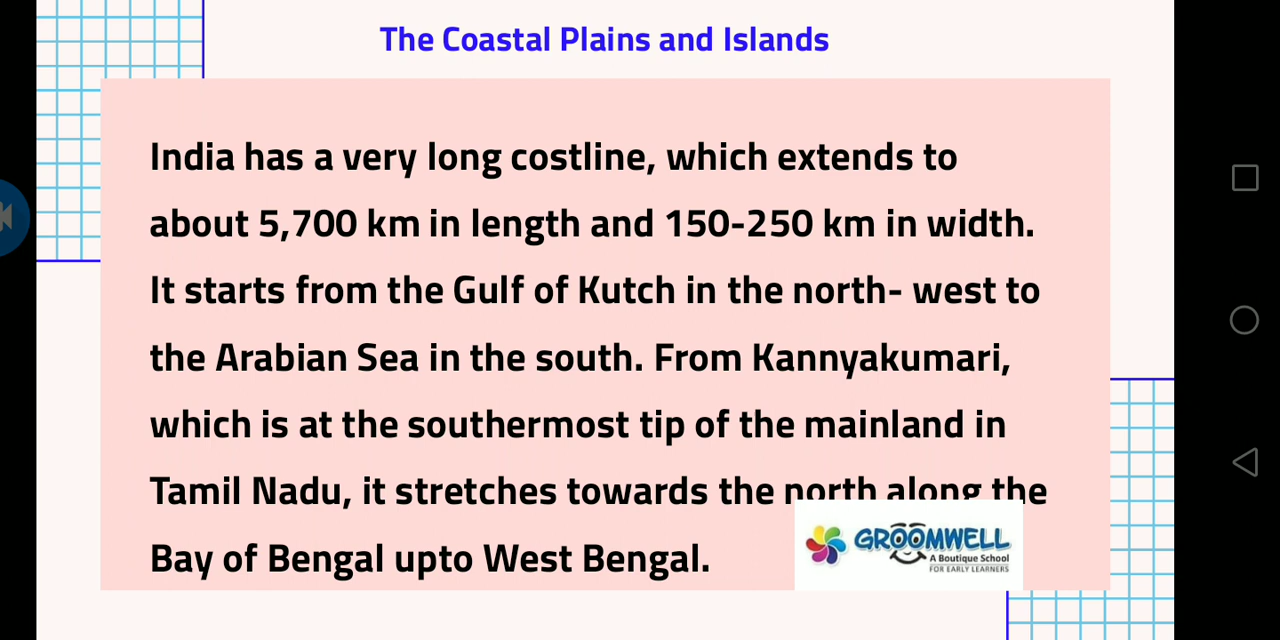 The Coastal Plains and Islands
India has a very long costline, which extends to
about 5,700 km in length and 150-250 km in width.
It starts from the Gulf of Kutch in the north- west to
the Arabian Sea in the south. From Kannyakumari,
which is at the southermost tip of the mainland in
Tamil Nadu, it stretches towards the north along the
Bay of Bengal upto West Bengal.
GROOMWELL
A Boutique School
FOR EARLY LEARNERS